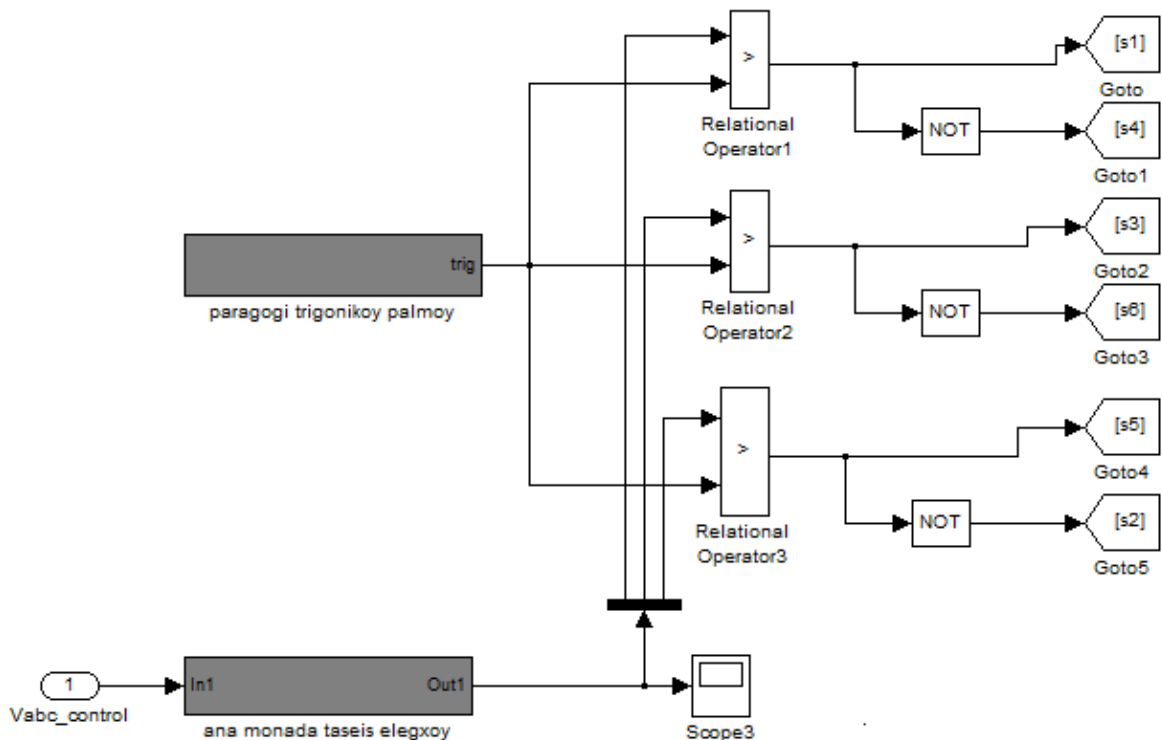 >
Relational
Operator1
[s1]
Goto
NOT
[s4]
Goto1
trig
paragogi trigonikoy palmoy
>
Relational
Operator2
[s3]
Goto2
NOT
[s6]
Goto3
>
Relational
Operator3
[s5]
Goto4
NOT
[s2]
Goto5
1
Vabc_control
In1
Out1
ana monada taseis elegxoy
Scope3